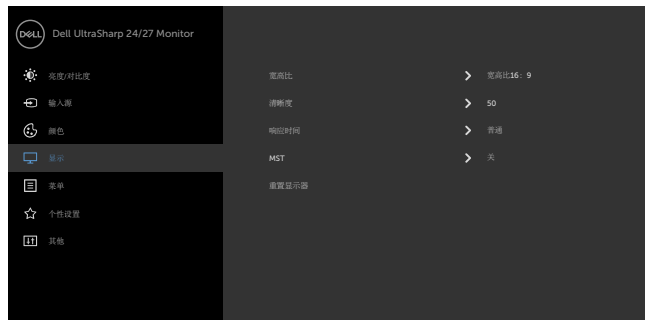 DELL
Dell UltraSharp 24/27 Monitor
亮度/对比度
输入源
颜色
显示
菜单
个性设置
其他
宽高比 宽高比16: 9
清晰度 50
响应时间 普通
MST 关
重置显示器